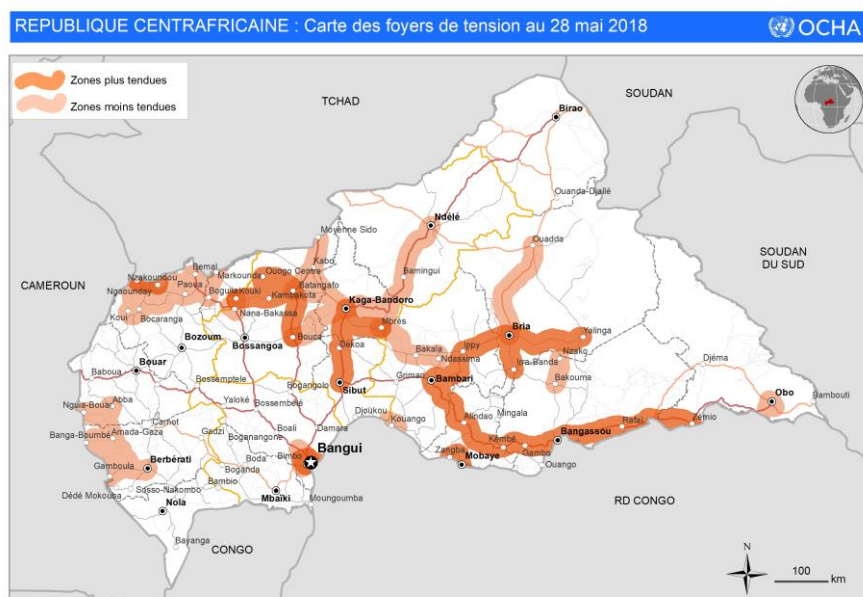 REPUBLIQUE CENTRAFRICAINE : Carte des foyers de tension au 28 mai 2018
OCHA
Zones plus tendues
Zones moins tendues
TCHAD
SOUDAN
Birao
Ouanda-Djallé
Ndélé
Moyenne Sido
Ouadda
SOUDAN
DU SUD
CAMEROUN
Kabo
Bamingui
Bemal
Markounda
Ouogo Centre
Nzakoundou
Ngaounday
Paoua
Beguila
Kouki
Kambakota
Batangafo
Kaga-Bandoro
Koui
Bocaranga
Nana-Bakassa
Mbrès
Bozoum
Bossangoa
Bouca
Dekoa
Bakala
Ippy
Bria
Yalinga
Ndassima
Nzako
Bouar
Baboua
Bossemptele
Bogangolo
Sibut
Grimari
Bambari
Ira-Banda
Bakouma
Djéma
Obo
Bambouti
Abba
Nguia-Bouar
Yaloké
Bossembélé
Djoukou
Kouango
Alindao
Mingala
Rafai
Zémio
Carnot
Amada-Gaza
Gadzi
Banga-Boumbé
Boganangone
Boali
Damara
Bangui
Zangba
Kembé
Bangassou
Gamboula
Berbérati
Boda
Bimbo
Mobaye
Gambo
Ouango
Boganda
Bambio
Dédé Mokouba
Sosso-Nakombo
Nola
Mbaïki
Moungoumba
RD CONGO
Bayanga
CONGO
N
100
km